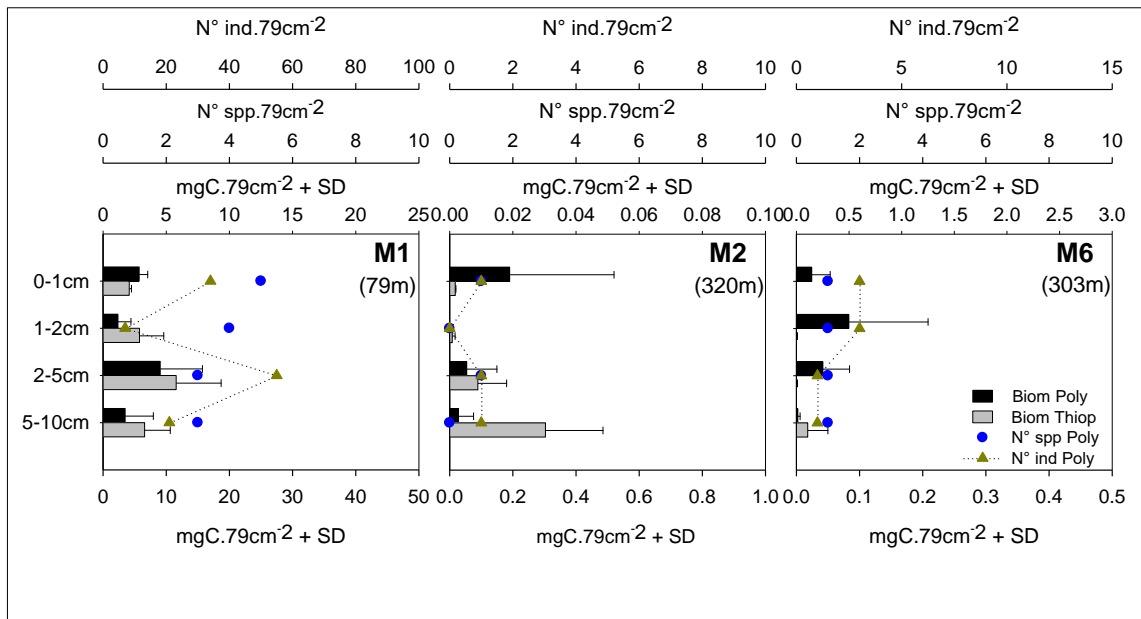 N° ind.79cm-2 N° ind.79cm-2 N° ind.79cm-2
0 20 40 60 80 100 0 2 4 6 8 10 0 5 10 15
N° spp.79cm-2 N° spp.79cm-2 N° spp.79cm-2
0 2 4 6 8 10 0 2 4 6 8 10 0 2 4 6 8 10
mgC.79cm-2 + SD mgC.79cm-2 + SD mgC.79cm-2 + SD
0 5 10 15 20 25 0.00 0.02 0.04 0.06 0.08 0.10 0.0 0.5 1.0 1.5 2.0 2.5 3.0
M1 M2 M6
(79m) (320m) (303m)
0-1cm
1-2cm
2-5cm
5-10cm
Biom Poly
Biom Thiop
N° spp Poly
N° ind Poly
0 10 20 30 40 50 0.0 0.2 0.4 0.6 0.8 1.0 0.0 0.1 0.2 0.3 0.4 0.5
mgC.79cm-2 + SD mgC.79cm-2 + SD mgC.79cm-2 + SD